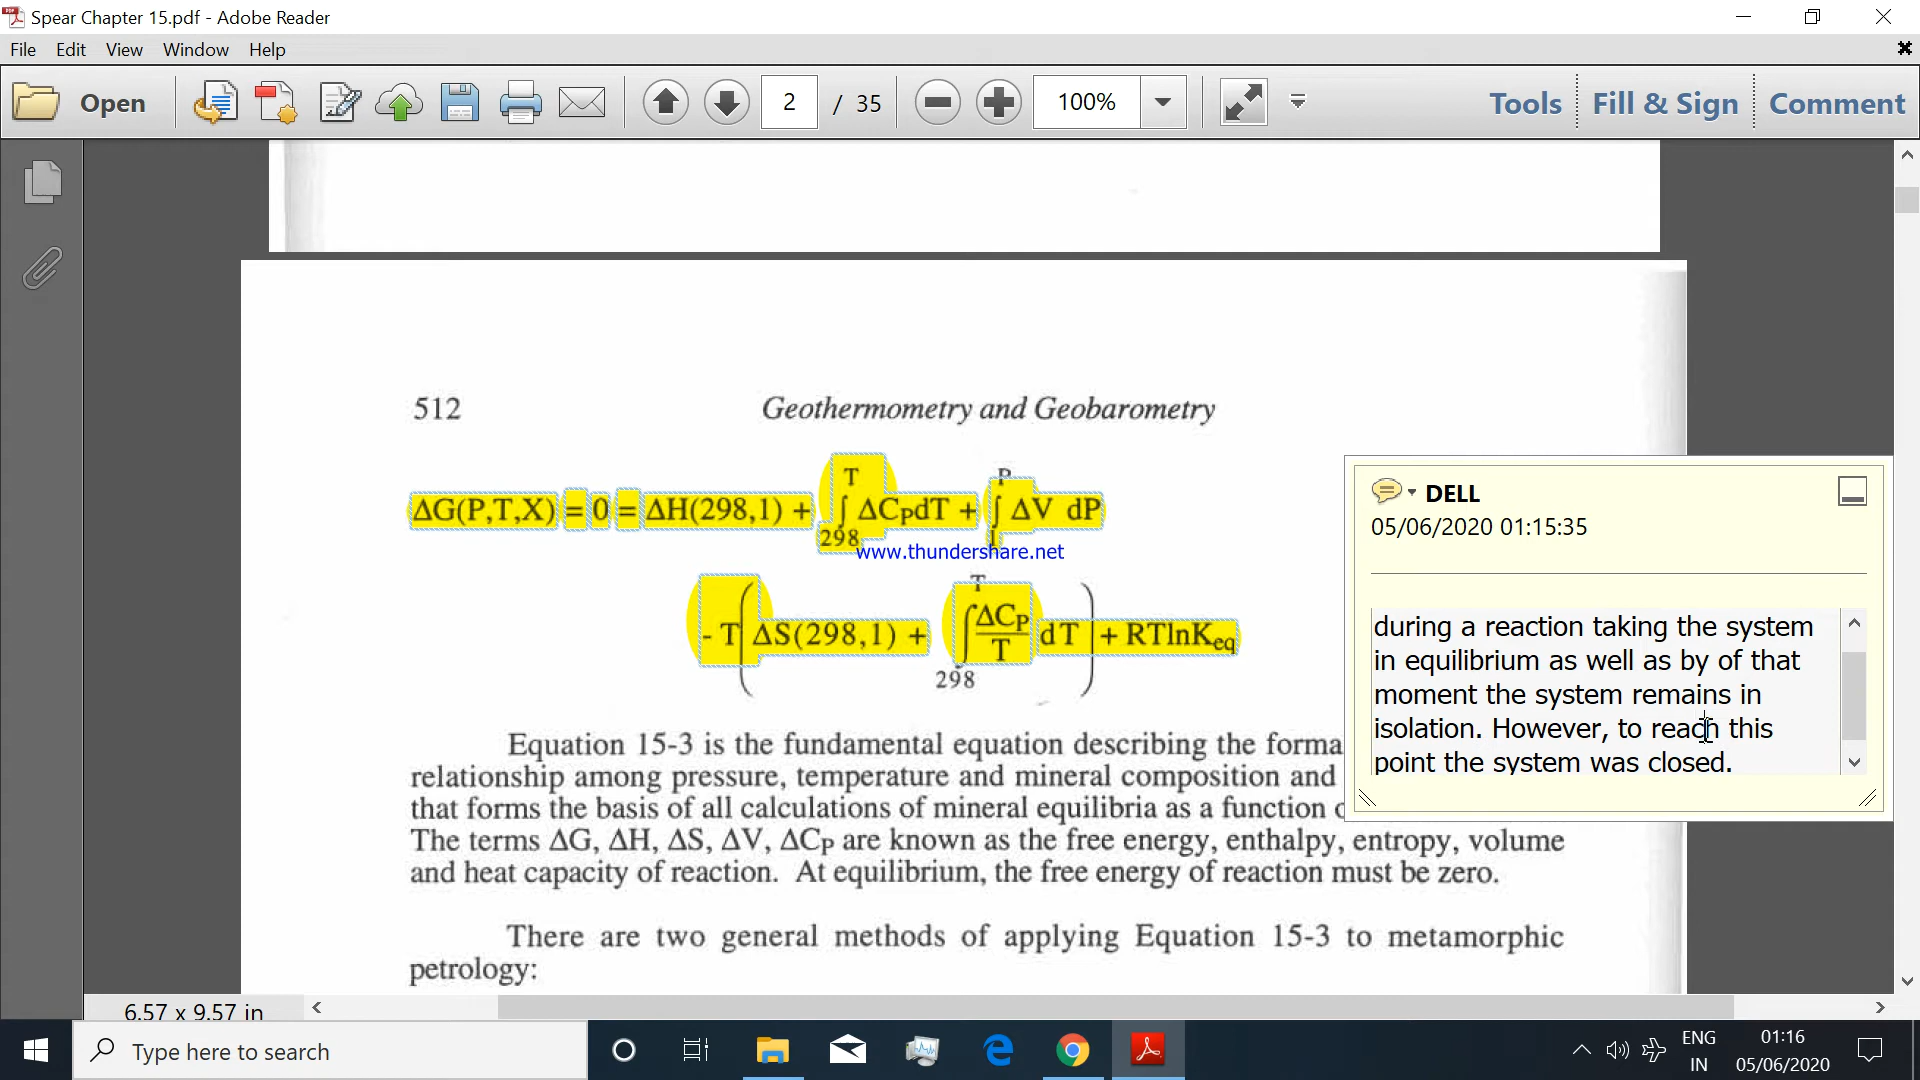 Spear Chapter 15.pdf - Adobe Reader
File Edit View Window Help
Open 2 / 35 100% Tools Fill & Sign Comment
512 Geothermometry and Geobarometry
ΔG(P,T,X) = 0 = ΔH(298,1) + ∫ T 298 ΔCPdT + ∫ P 1 ΔV dP
www.thundershare.net
- T( ΔS(298,1) + ∫ T 298 ΔCP/T dT ) + RTlnKeq
Equation 15-3 is the fundamental equation describing the forma
relationship among pressure, temperature and mineral composition and
that forms the basis of all calculations of mineral equilibria as a function
The terms ΔG, ΔH, ΔS, ΔV, ΔCP are known as the free energy, enthalpy, entropy, volume
and heat capacity of reaction. At equilibrium, the free energy of reaction must be zero.
There are two general methods of applying Equation 15-3 to metamorphic
petrology:
DELL
05/06/2020 01:15:35
during a reaction taking the system
in equilibrium as well as by of that
moment the system remains in
isolation. However, to reach this
point the system was closed.
6.57 x 9.57 in
Type here to search
ENG
IN
01:16
05/06/2020